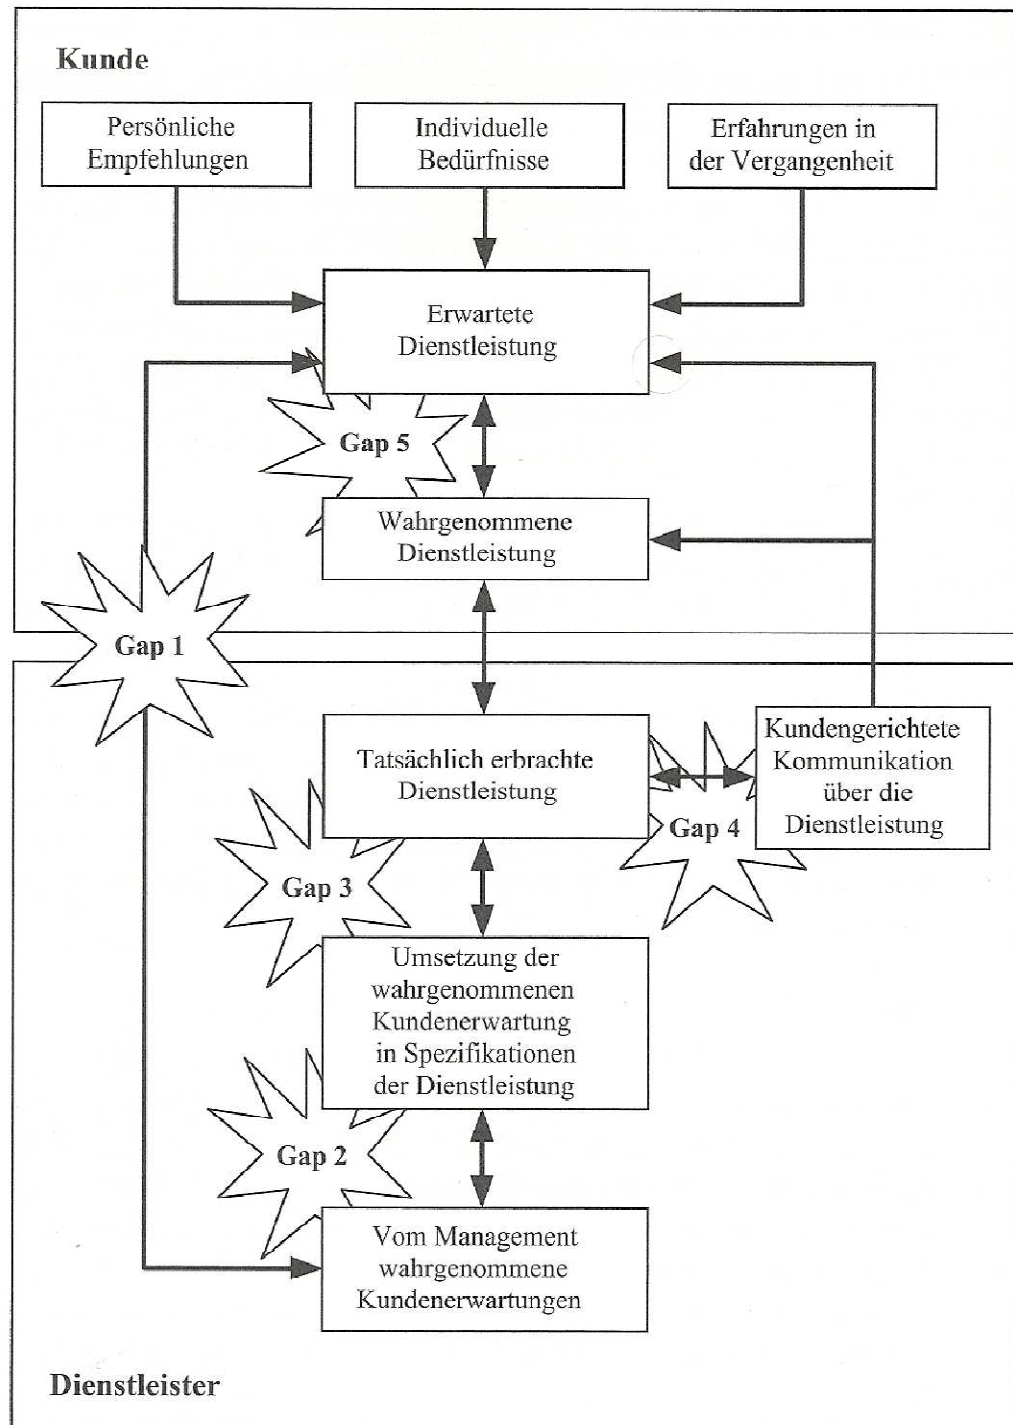 Kunde
Persönliche
Empfehlungen
Individuelle
Bedürfnisse
Erfahrungen in
der Vergangenheit
Erwartete
Dienstleistung
Gap 5
Wahrgenommene
Dienstleistung
Gap 1
Tatsächlich erbrachte
Dienstleistung
Kundengerichtete
Kommunikation
über die
Dienstleistung
Gap 4
Gap 3
Umsetzung der
wahrgenommenen
Kundenerwartung
in Spezifikationen
der Dienstleistung
Gap 2
Vom Management
wahrgenommene
Kundenerwartungen
Dienstleister